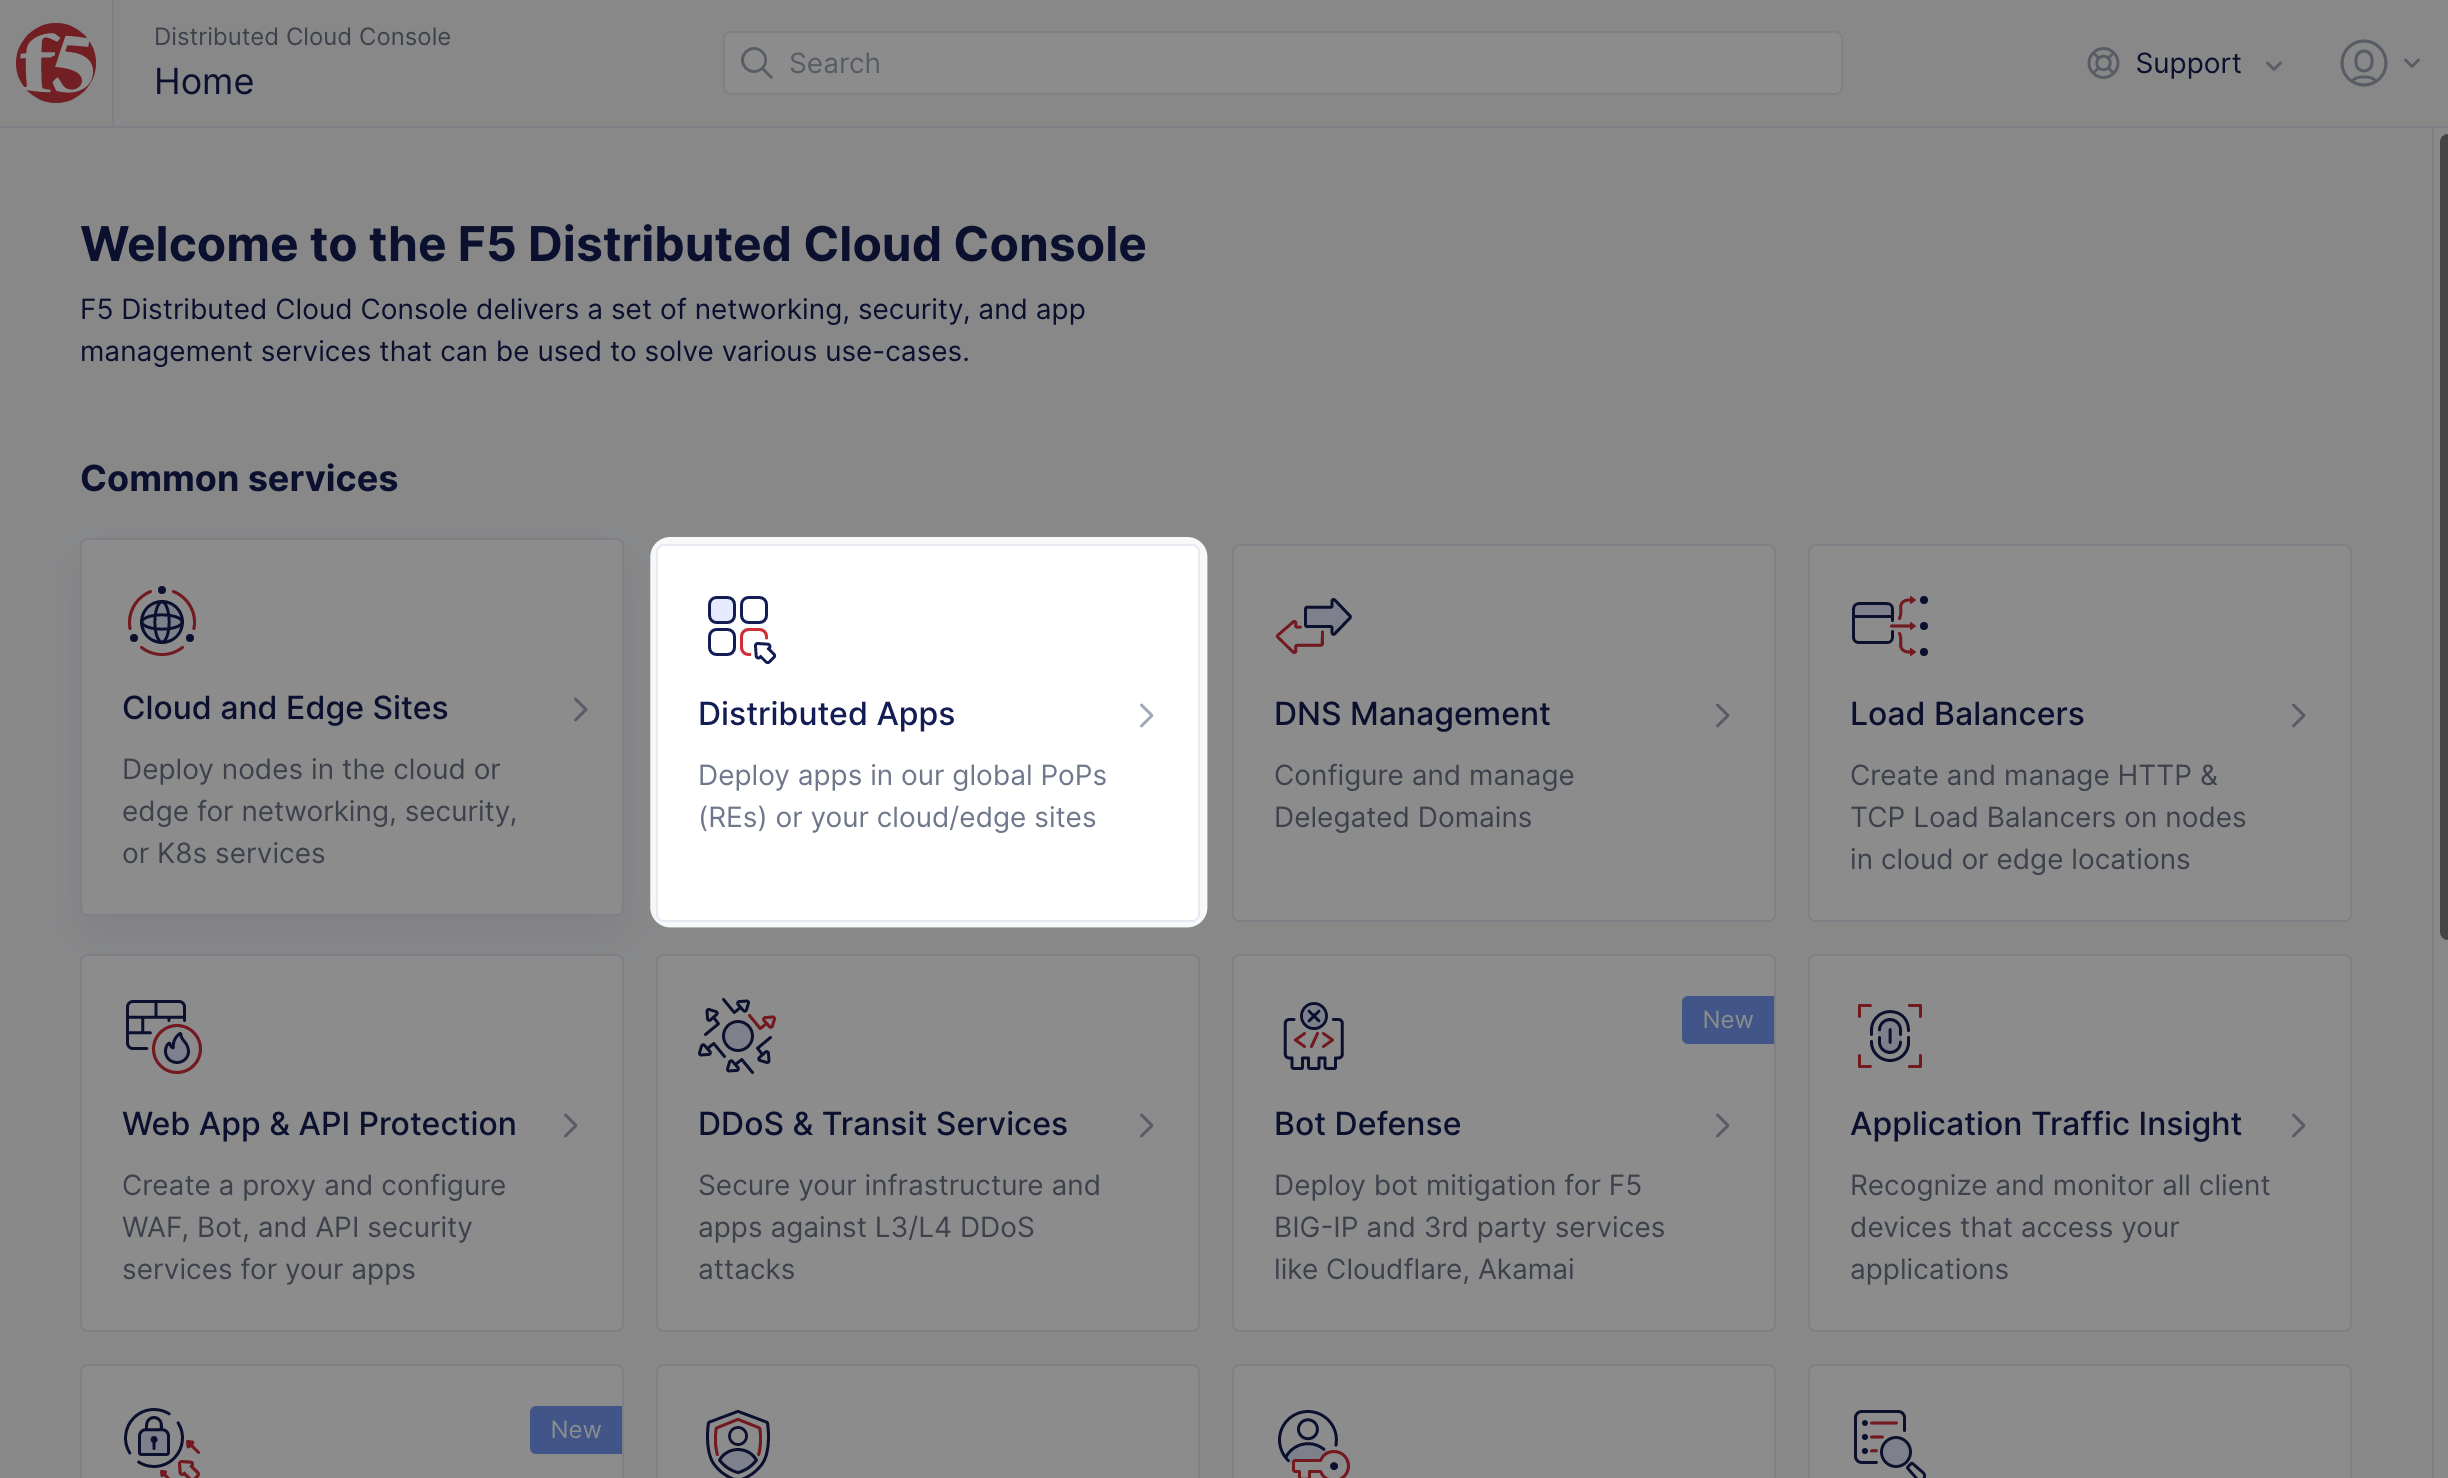 f5
Distributed Cloud Console
Home
Search
Support
Welcome to the F5 Distributed Cloud Console
F5 Distributed Cloud Console delivers a set of networking, security, and app
management services that can be used to solve various use-cases.
Common services
Cloud and Edge Sites
Deploy nodes in the cloud or
edge for networking, security,
or K8s services
Distributed Apps
Deploy apps in our global PoPs
(REs) or your cloud/edge sites
DNS Management
Configure and manage
Delegated Domains
Load Balancers
Create and manage HTTP &
TCP Load Balancers on nodes
in cloud or edge locations
Web App & API Protection
Create a proxy and configure
WAF, Bot, and API security
services for your apps
DDoS & Transit Services
Secure your infrastructure and
apps against L3/L4 DDoS
attacks
New
Bot Defense
Deploy bot mitigation for F5
BIG-IP and 3rd party services
like Cloudflare, Akamai
Application Traffic Insight
Recognize and monitor all client
devices that access your
applications
New